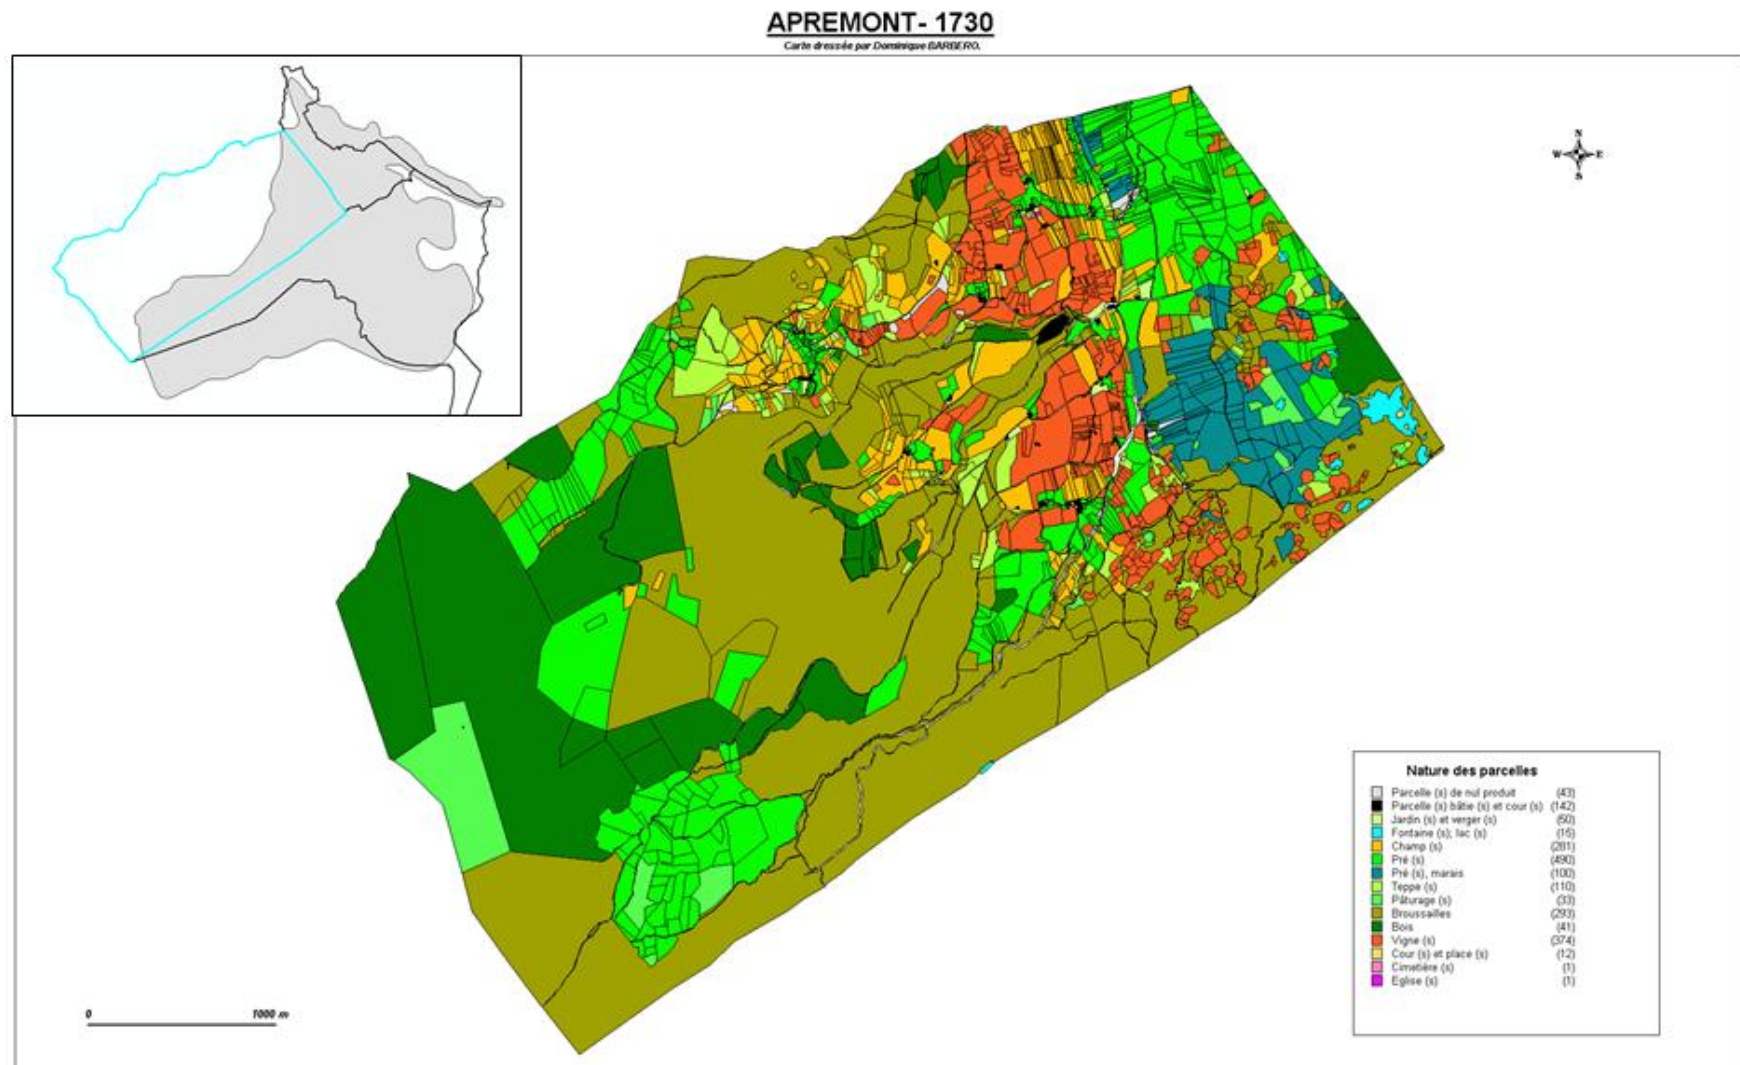 APREMONT- 1730
Carte dressée par Dominique BARBERO.
N
W E
S
Nature des parcelles
Parcelle (s) de nul produit (43)
Parcelle (s) bâtie (s) et cour (s) (142)
Jardin (s) et verger (s) (50)
Fontaine (s); lac (s) (15)
Champ (s) (281)
Pré (s) (490)
Pré (s), marais (100)
Teppe (s) (110)
Pâturage (s) (33)
Broussailles (293)
Bois (41)
Vigne (s) (374)
Cour (s) et place (s) (12)
Cimetière (s) (1)
Eglise (s) (1)
0 1000 m